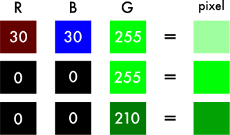 R B G pixel
30 30 255 =
0 0 255 =
0 0 210 =